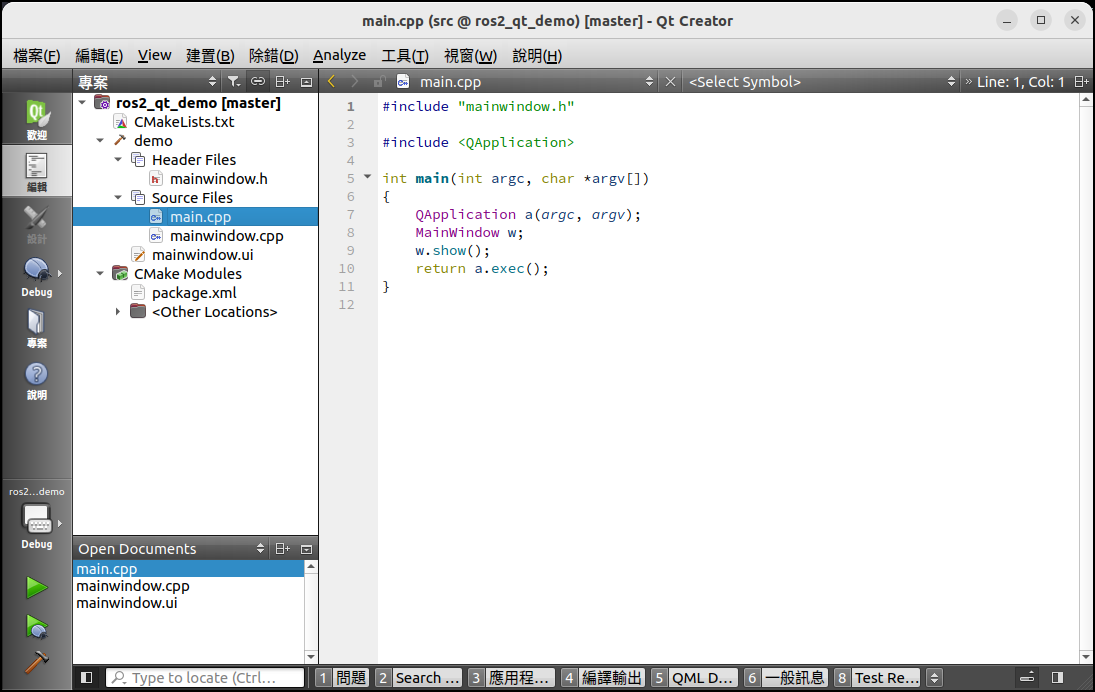 main.cpp (src @ ros2_qt_demo) [master] - Qt Creator
檔案(F) 編輯(E) View 建置(B) 除錯(D) Analyze 工具(T) 視窗(W) 說明(H)
專案
main.cpp
<Select Symbol>
» Line: 1, Col: 1
歡迎
編輯
設計
Debug
專案
說明
ros2...demo
Debug
ros2_qt_demo [master]
CMakeLists.txt
demo
Header Files
mainwindow.h
Source Files
main.cpp
mainwindow.cpp
mainwindow.ui
CMake Modules
package.xml
<Other Locations>
Open Documents
main.cpp
mainwindow.cpp
mainwindow.ui
1 #include "mainwindow.h"
2
3 #include <QApplication>
4
5 int main(int argc, char *argv[])
6 {
7     QApplication a(argc, argv);
8     MainWindow w;
9     w.show();
10     return a.exec();
11 }
12
Type to locate (Ctrl...
1 問題 2 Search ... 3 應用程... 4 編譯輸出 5 QML D... 6 一般訊息 8 Test Re...